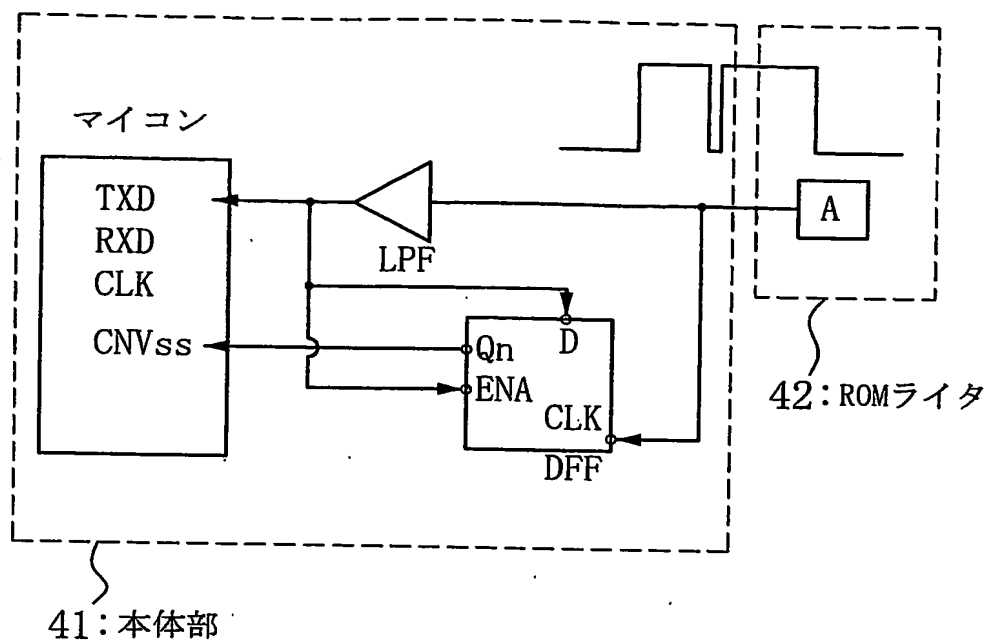 マイコン
TXD
RXD
CLK
CNVss
LPF
A
Qn
D
ENA
CLK
DFF
42:ROMライタ
41:本体部